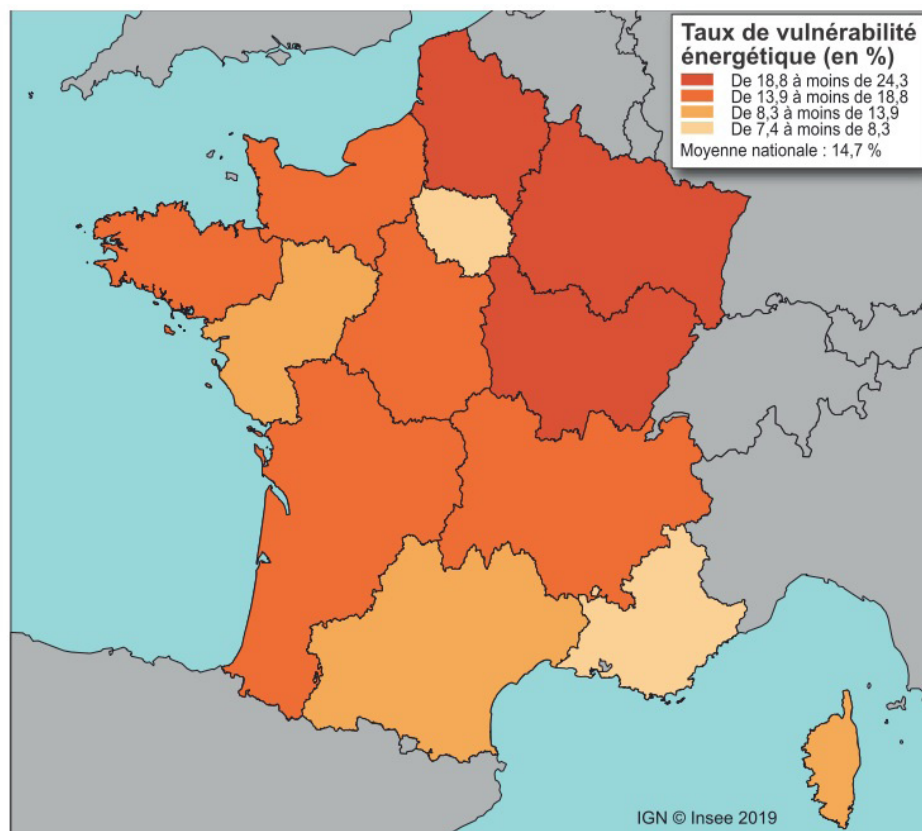 Taux de vulnérabilité
énergétique (en %)
De 18,8 à moins de 24,3
De 13,9 à moins de 18,8
De 8,3 à moins de 13,9
De 7,4 à moins de 8,3
Moyenne nationale : 14,7 %
IGN © Insee 2019